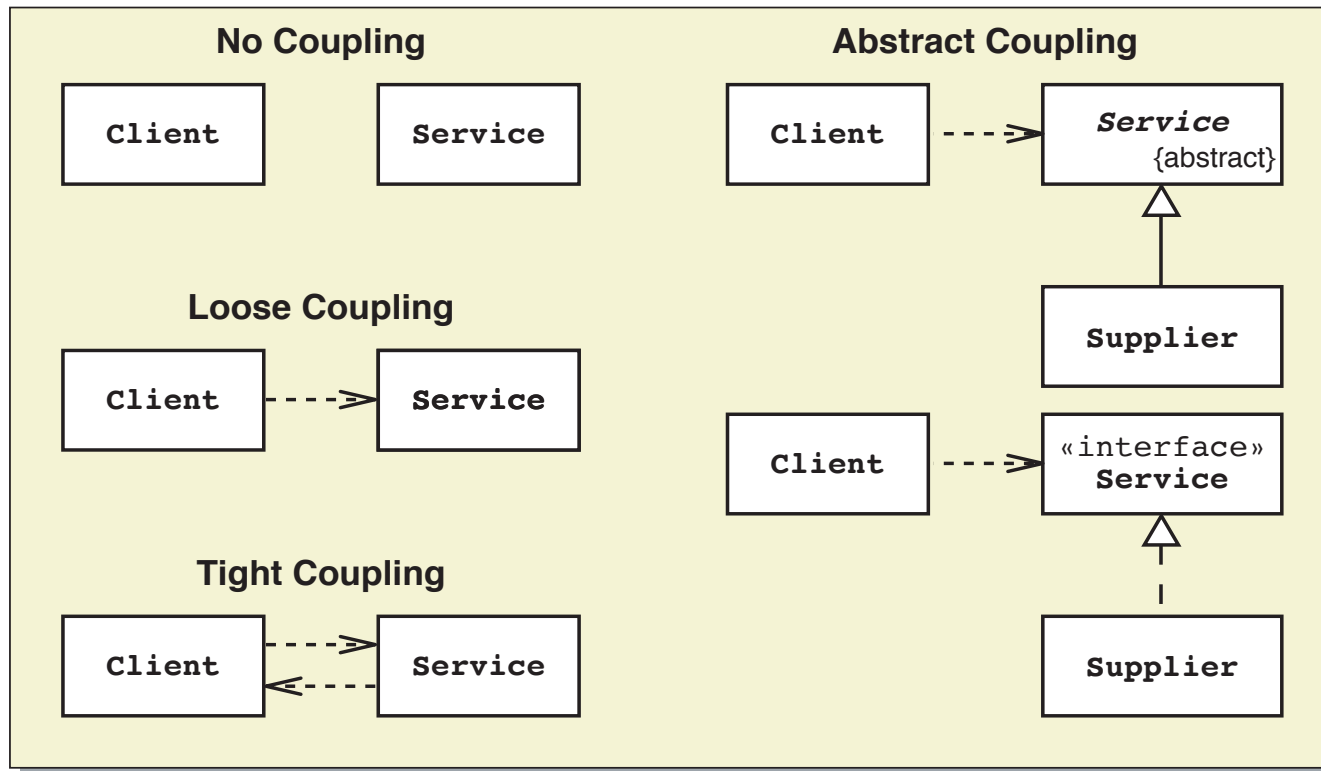 No Coupling
Client
Service
Loose Coupling
Client
Service
Tight Coupling
Client
Service
Abstract Coupling
Client
Service
{abstract}
Supplier
Client
«interface»
Service
Supplier